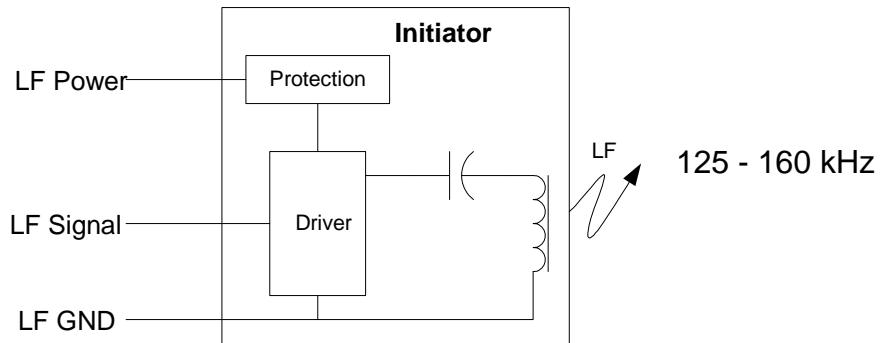 Initiator
LF Power
Protection
LF
125 - 160 kHz
LF Signal
Driver
LF GND